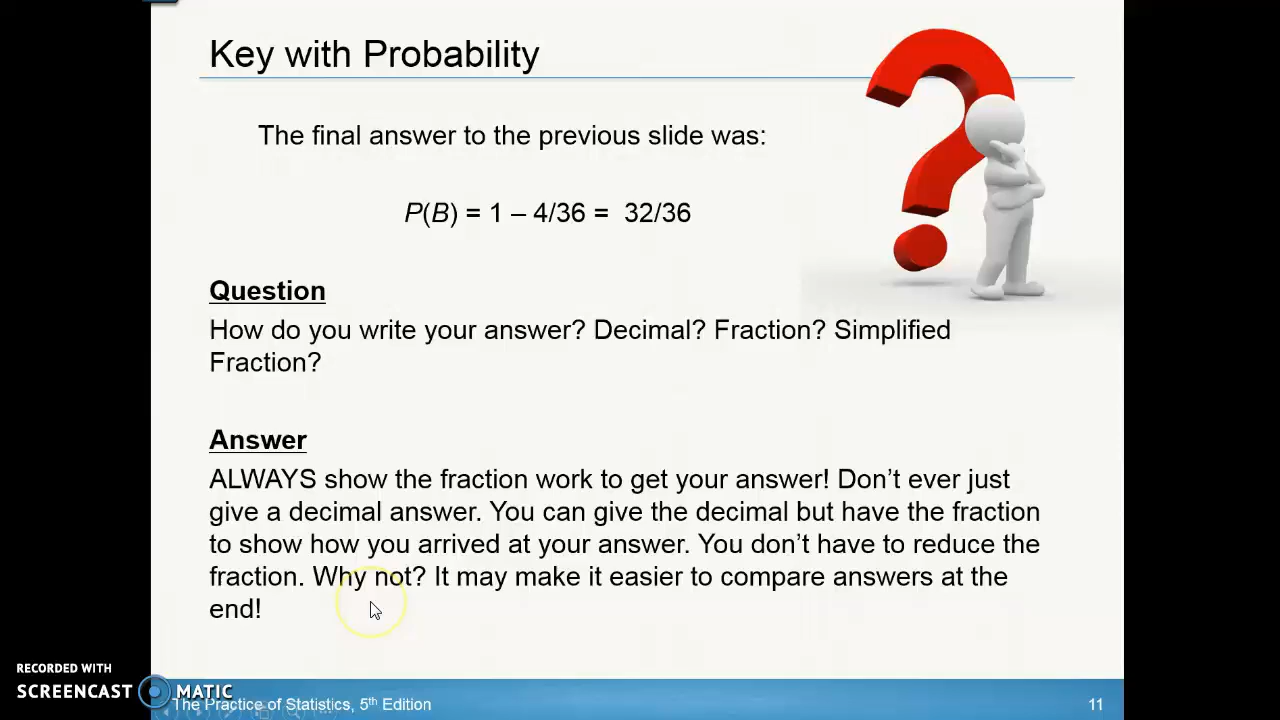 Key with Probability
The final answer to the previous slide was:
P(B) = 1 – 4/36 = 32/36
Question
How do you write your answer? Decimal? Fraction? Simplified
Fraction?
Answer
ALWAYS show the fraction work to get your answer! Don’t ever just
give a decimal answer. You can give the decimal but have the fraction
to show how you arrived at your answer. You don’t have to reduce the
fraction. Why not? It may make it easier to compare answers at the
end!
RECORDED WITH
SCREENCAST MATIC
The Practice of Statistics, 5th Edition
11